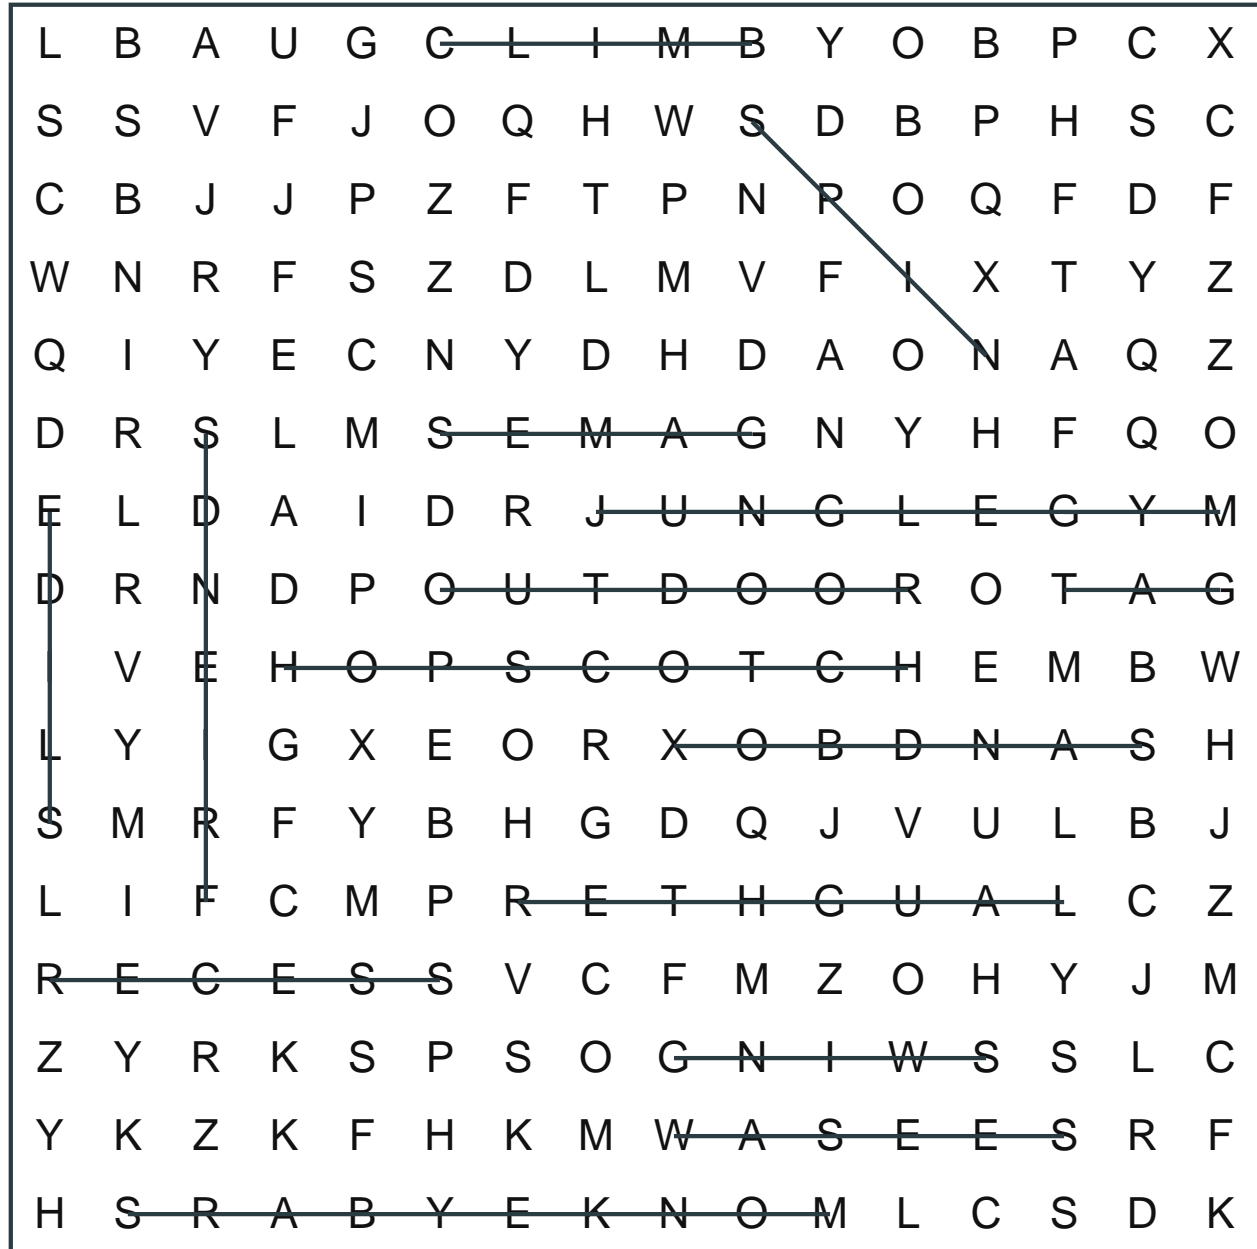 L B A U G C L I M B Y O B P C X
S S V F J O Q H W S D B P H S C
C B J J P Z F T P N P O Q F D F
W N R F S Z D L M V F I X T Y Z
Q I Y E C N Y D H D A O N A Q Z
D R S L M S E M A G N Y H F Q O
E L D A I D R J U N G L E G Y M
D R N D P O U T D O O R O T A G
I V E H O P S C O T C H E M B W
L Y I G X E O R X O B D N A S H
S M R F Y B H G D Q J V U L B J
L I F C M P R E T H G U A L C Z
R E C E S S V C F M Z O H Y J M
Z Y R K S P S O G N I W S S L C
Y K Z K F H K M W A S E E S R F
H S R A B Y E K N O M L C S D K